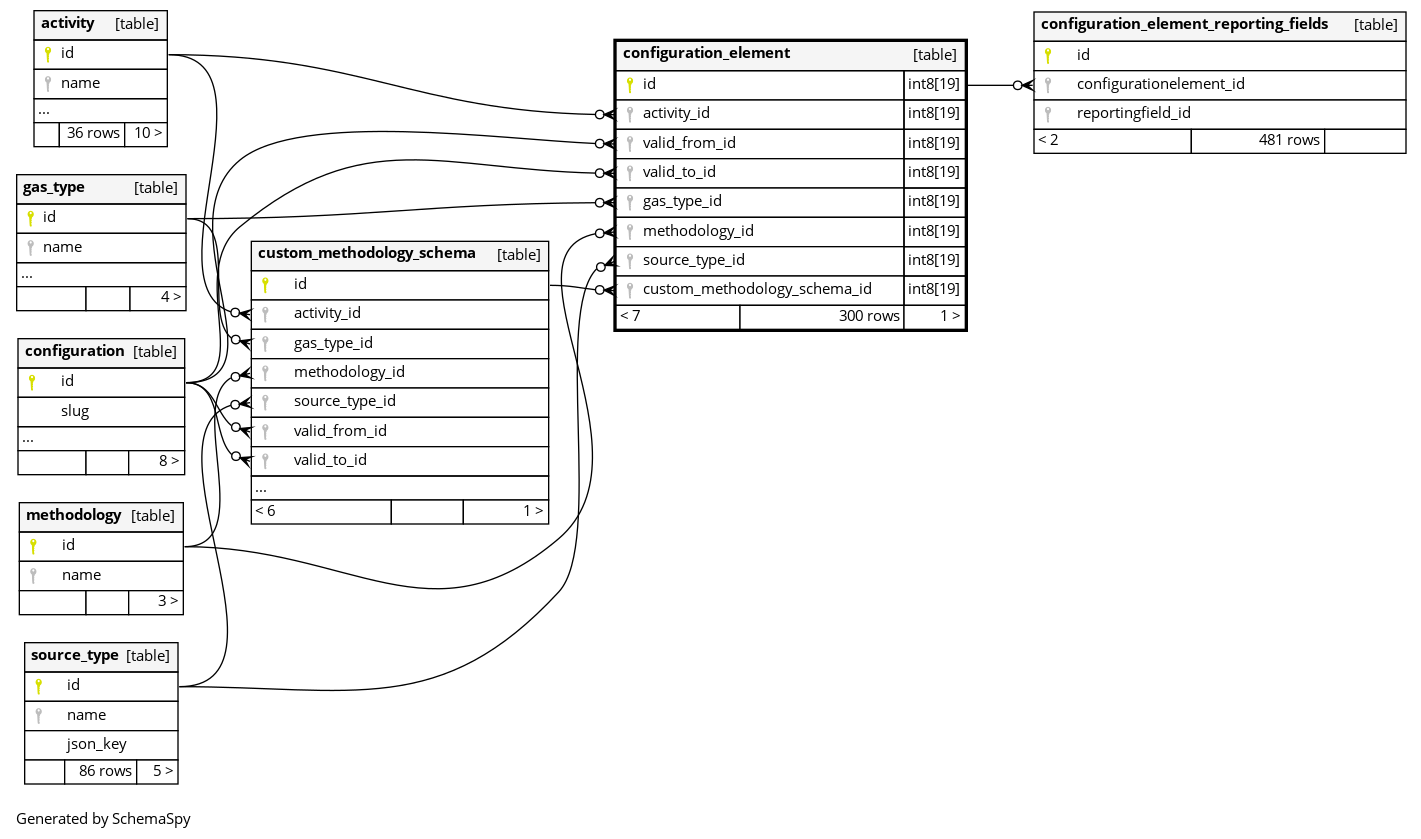 activity [table]
id
name
...
36 rows 10 >
gas_type [table]
id
name
...
4 >
configuration [table]
id
slug
...
8 >
methodology [table]
id
name
3 >
source_type [table]
id
name
json_key
86 rows 5 >
custom_methodology_schema [table]
id
activity_id
gas_type_id
methodology_id
source_type_id
valid_from_id
valid_to_id
...
< 6 1 >
configuration_element [table]
id int8[19]
activity_id int8[19]
valid_from_id int8[19]
valid_to_id int8[19]
gas_type_id int8[19]
methodology_id int8[19]
source_type_id int8[19]
custom_methodology_schema_id int8[19]
< 7 300 rows 1 >
configuration_element_reporting_fields [table]
id
configurationelement_id
reportingfield_id
< 2 481 rows
Generated by SchemaSpy